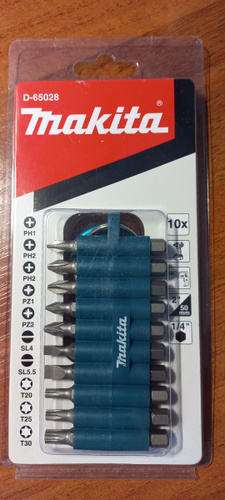 D-65028
Makita®
10x
PH1
PH2
PH2
PZ1
PZ2
SL4
SL5.5
T20
T25
T30
2"
50
mm
1/4"
Makita